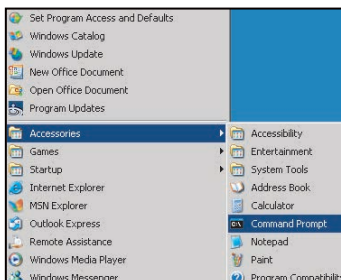 Set Program Access and Defaults
Windows Catalog
Windows Update
New Office Document
Open Office Document
Program Updates
Accessories
Games
Startup
Internet Explorer
MSN Explorer
Outlook Express
Remote Assistance
Windows Media Player
Windows Messenger
Accessibility
Entertainment
System Tools
Address Book
Calculator
Command Prompt
Notepad
Paint
Program Compatibilit